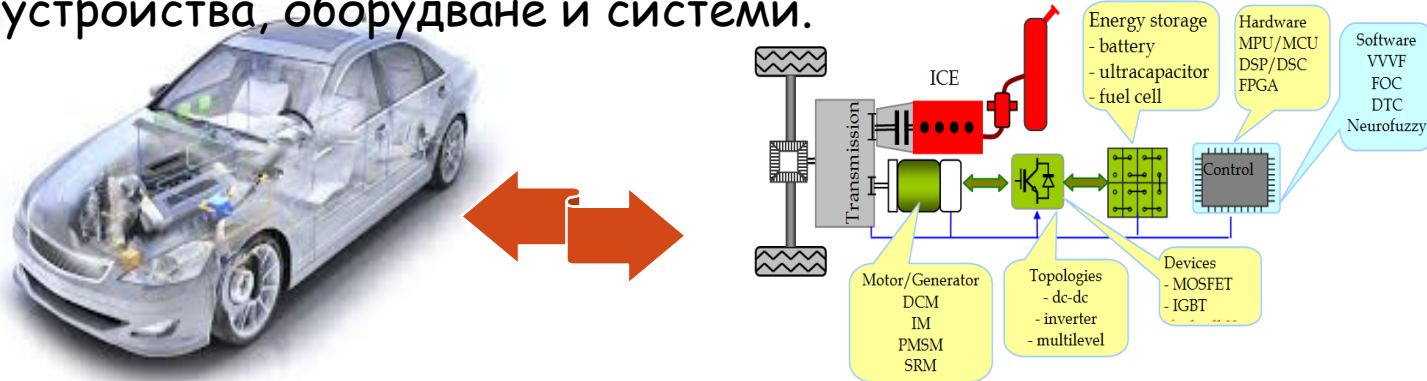 устройства, оборудване и системи.
ICE
Transmission
Energy storage
- battery
- ultracapacitor
- fuel cell
Hardware
MPU/MCU
DSP/DSC
FPGA
Software
VVVF
FOC
DTC
Neurofuzzy
Control
Motor/Generator
DCM
IM
PMSM
SRM
Topologies
- dc-dc
- inverter
- multilevel
Devices
- MOSFET
- IGBT